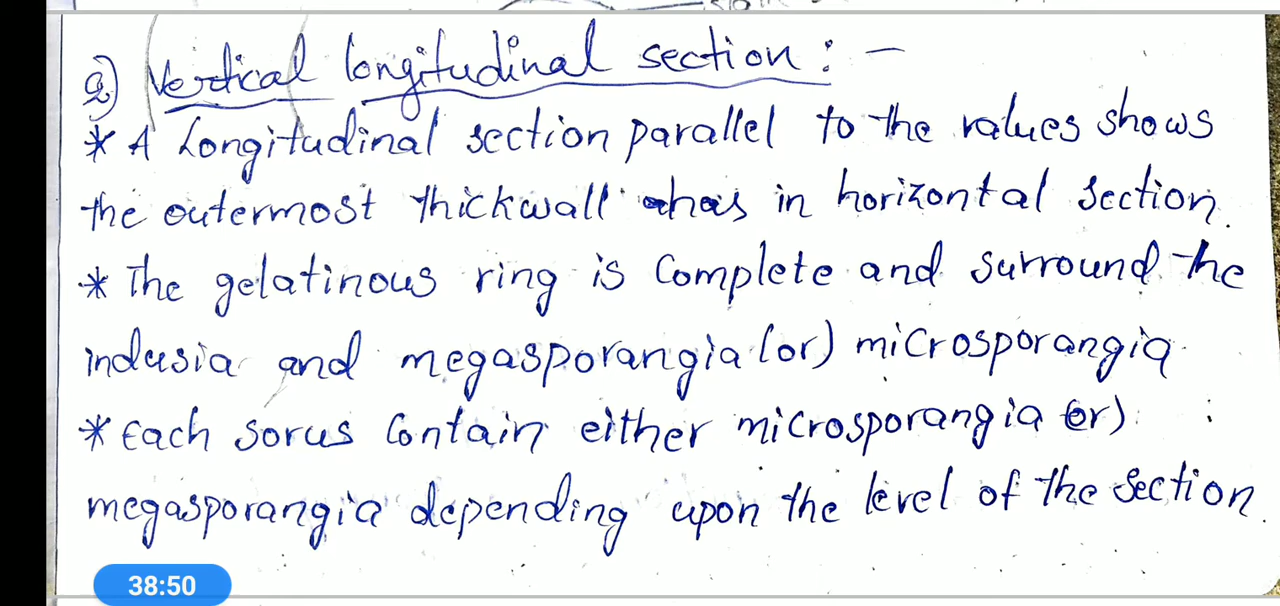 2) Vertical longitudinal section : -
* A Longitudinal section parallel to the values shows
the outermost thickwall as in horizontal section.
* The gelatinous ring is Complete and surround the
indusia and megasporangia (or) microsporangia
* Each sorus Contain either microsporangia (or)
megasporangia depending upon the level of the section
38:50